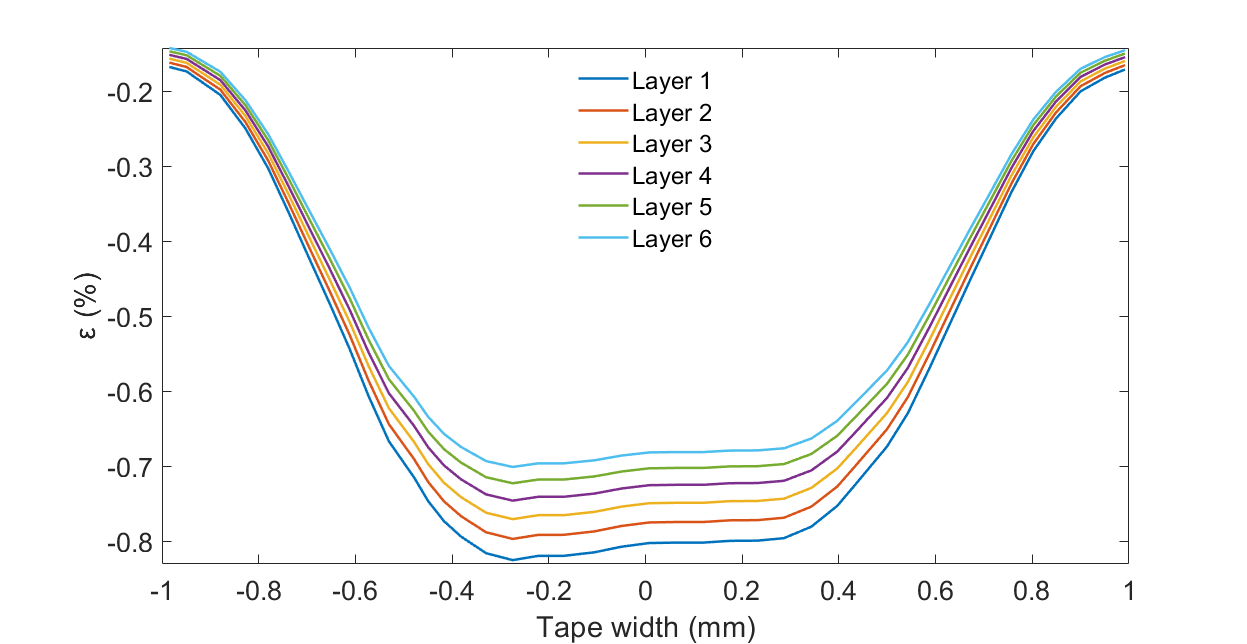 Layer 1
Layer 2
Layer 3
Layer 4
Layer 5
Layer 6
-0.2
-0.3
-0.4
-0.5
-0.6
-0.7
-0.8
ε (%)
-1 -0.8 -0.6 -0.4 -0.2 0 0.2 0.4 0.6 0.8 1
Tape width (mm)